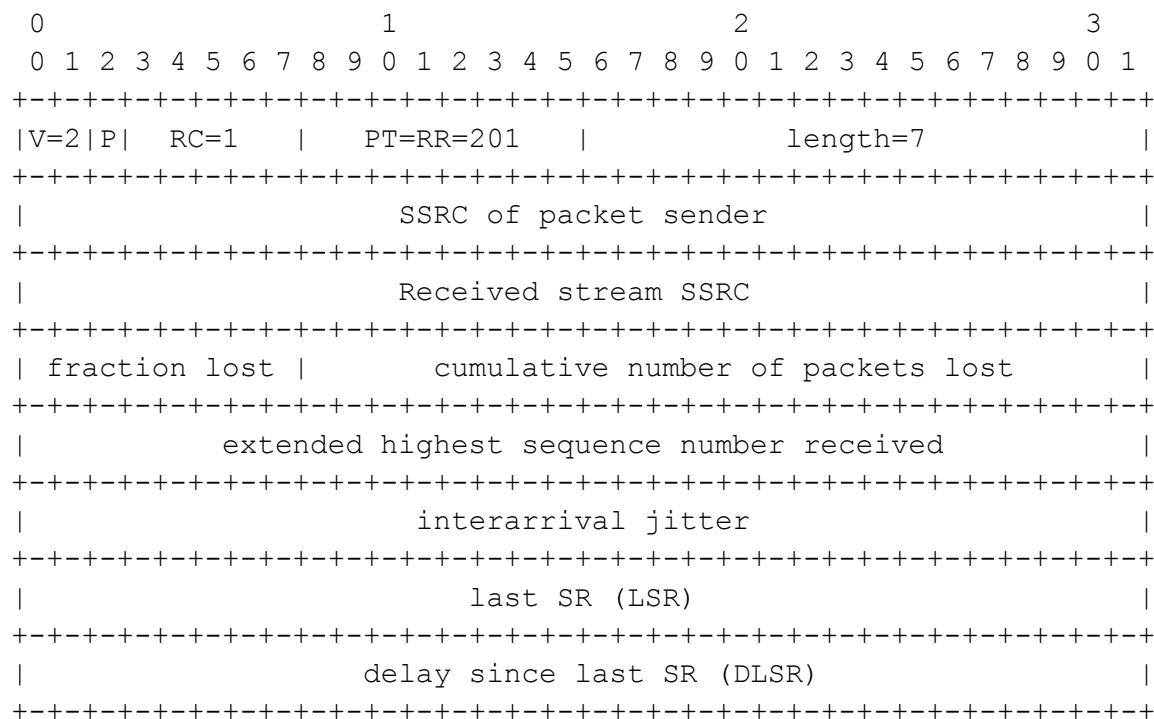 0                   1                   2                   3
 0 1 2 3 4 5 6 7 8 9 0 1 2 3 4 5 6 7 8 9 0 1 2 3 4 5 6 7 8 9 0 1
+-+-+-+-+-+-+-+-+-+-+-+-+-+-+-+-+-+-+-+-+-+-+-+-+-+-+-+-+-+-+-+-+
|V=2|P|  RC=1   |   PT=RR=201   |           length=7            |
+-+-+-+-+-+-+-+-+-+-+-+-+-+-+-+-+-+-+-+-+-+-+-+-+-+-+-+-+-+-+-+-+
|                     SSRC of packet sender                     |
+-+-+-+-+-+-+-+-+-+-+-+-+-+-+-+-+-+-+-+-+-+-+-+-+-+-+-+-+-+-+-+-+
|                     Received stream SSRC                      |
+-+-+-+-+-+-+-+-+-+-+-+-+-+-+-+-+-+-+-+-+-+-+-+-+-+-+-+-+-+-+-+-+
| fraction lost |       cumulative number of packets lost       |
+-+-+-+-+-+-+-+-+-+-+-+-+-+-+-+-+-+-+-+-+-+-+-+-+-+-+-+-+-+-+-+-+
|           extended highest sequence number received           |
+-+-+-+-+-+-+-+-+-+-+-+-+-+-+-+-+-+-+-+-+-+-+-+-+-+-+-+-+-+-+-+-+
|                      interarrival jitter                      |
+-+-+-+-+-+-+-+-+-+-+-+-+-+-+-+-+-+-+-+-+-+-+-+-+-+-+-+-+-+-+-+-+
|                         last SR (LSR)                         |
+-+-+-+-+-+-+-+-+-+-+-+-+-+-+-+-+-+-+-+-+-+-+-+-+-+-+-+-+-+-+-+-+
|                   delay since last SR (DLSR)                  |
+-+-+-+-+-+-+-+-+-+-+-+-+-+-+-+-+-+-+-+-+-+-+-+-+-+-+-+-+-+-+-+-+